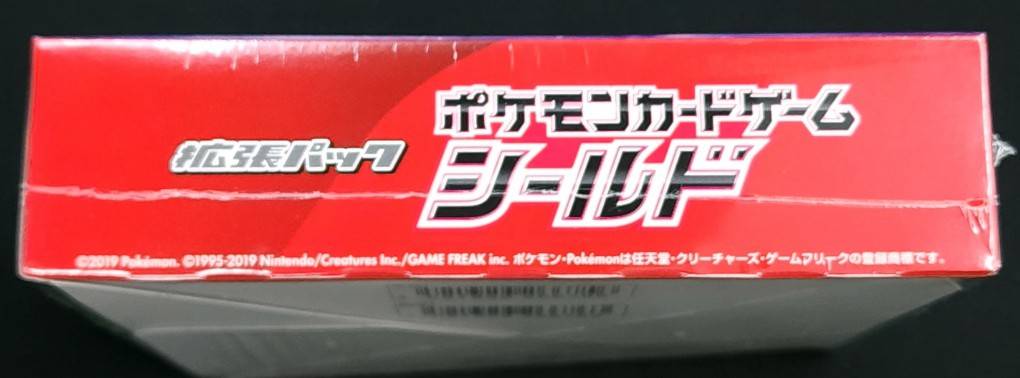 ポケモンカードゲーム
拡張パック
シールド
©2019 Pokémon. ©1995-2019 Nintendo/Creatures Inc./GAME FREAK inc. ポケモン・Pokémonは任天堂・クリーチャーズ・ゲームフリークの登録商標です。